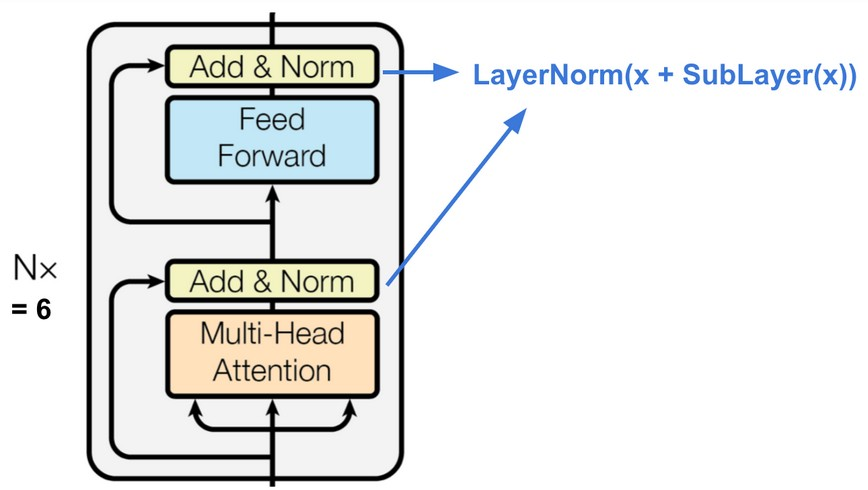 Add & Norm
LayerNorm(x + SubLayer(x))
Feed
Forward
N×
= 6
Add & Norm
Multi-Head
Attention